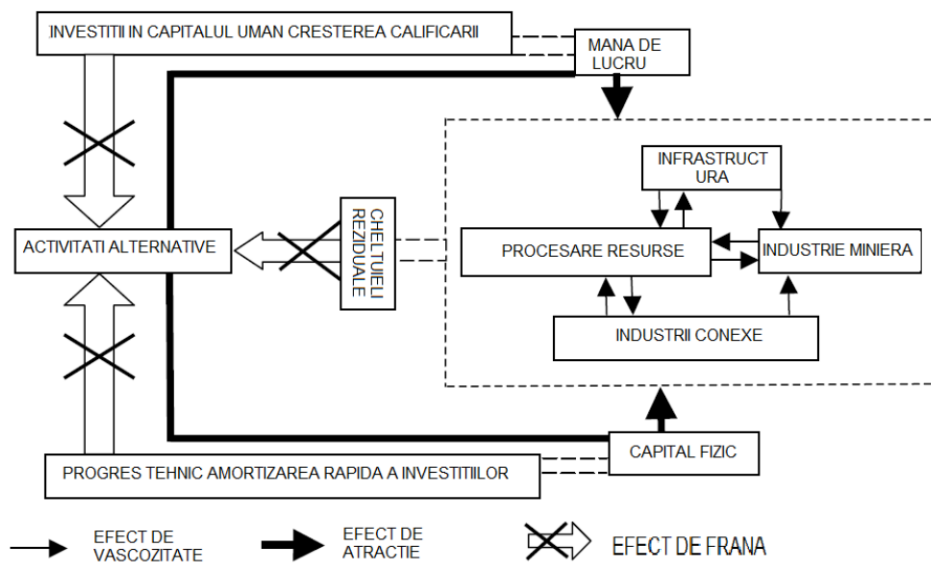 INVESTITII IN CAPITALUL UMAN CRESTEREA CALIFICARII
MANA DE
LUCRU
INFRASTRUCT
URA
CHELTUIELI
REZIDUALE
ACTIVITATI ALTERNATIVE
PROCESARE RESURSE
INDUSTRIE MINIERA
INDUSTRII CONEXE
CAPITAL FIZIC
PROGRES TEHNIC AMORTIZAREA RAPIDA A INVESTITIILOR
EFECT DE
VASCOZITATE
EFECT DE
ATRACTIE
EFECT DE FRANA